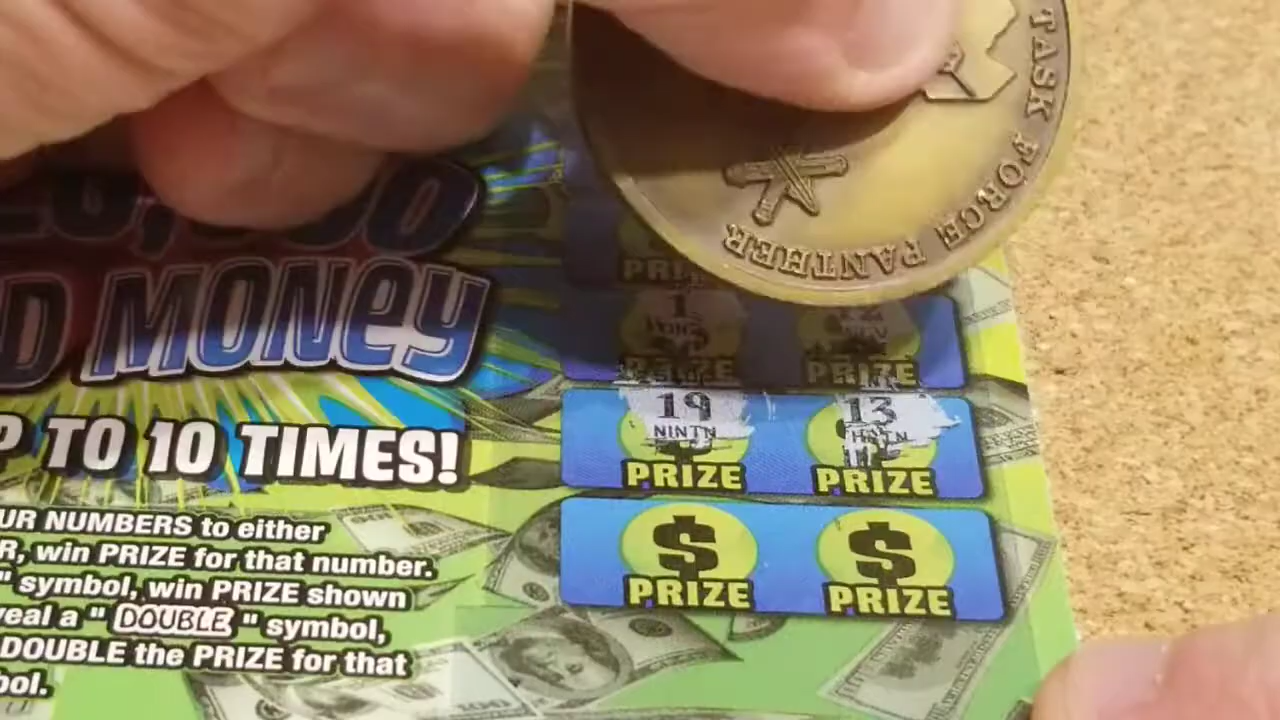 TASK FORCE PANTHER
MONEY
P TO 10 TIMES!
UR NUMBERS to either
R, win PRIZE for that number.
" symbol, win PRIZE shown
veal a " DOUBLE " symbol,
DOUBLE the PRIZE for that
bol.
1
12
PRIZE PRIZE
19 13
NINTN
PRIZE PRIZE
$ $
PRIZE PRIZE